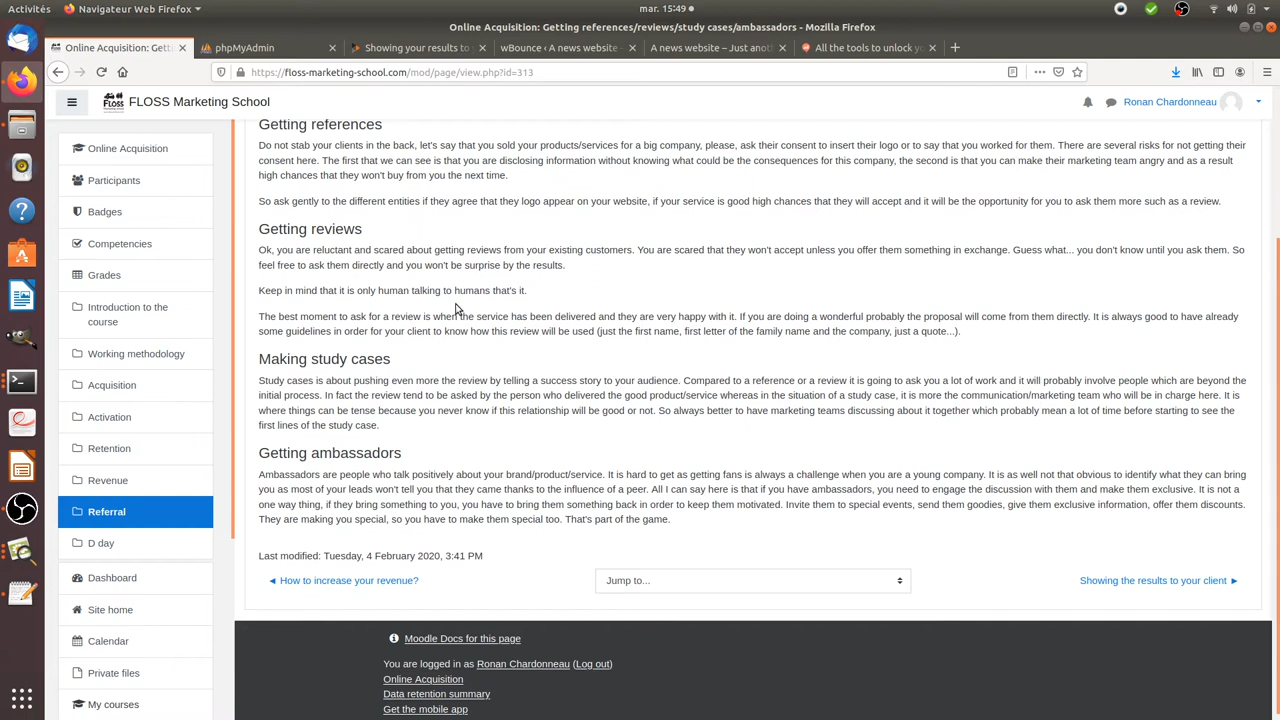 Activités
Navigateur Web Firefox
mar. 15:49
Online Acquisition: Getting references/reviews/study cases/ambassadors - Mozilla Firefox
Online Acquisition: Gett
phpMyAdmin
Showing your results to
wBounce ‹ A news website
A news website – Just anot
All the tools to unlock yo
https://floss-marketing-school.com/mod/page/view.php?id=313
FLOSS Marketing School
Ronan Chardonneau
Online Acquisition
Participants
Badges
Competencies
Grades
Introduction to the
course
Working methodology
Acquisition
Activation
Retention
Revenue
Referral
D day
Dashboard
Site home
Calendar
Private files
My courses
Getting references
Do not stab your clients in the back, let's say that you sold your products/services for a big company, please, ask their consent to insert their logo or to say that you worked for them. There are several risks for not getting their
consent here. The first that we can see is that you are disclosing information without knowing what could be the consequences for this company, the second is that you can make their marketing team angry and as a result
high chances that they won't buy from you the next time.
So ask gently to the different entities if they agree that they logo appear on your website, if your service is good high chances that they will accept and it will be the opportunity for you to ask them more such as a review.
Getting reviews
Ok, you are reluctant and scared about getting reviews from your existing customers. You are scared that they won't accept unless you offer them something in exchange. Guess what... you don't know until you ask them. So
feel free to ask them directly and you won't be surprise by the results.
Keep in mind that it is only human talking to humans that's it.
The best moment to ask for a review is when the service has been delivered and they are very happy with it. If you are doing a wonderful probably the proposal will come from them directly. It is always good to have already
some guidelines in order for your client to know how this review will be used (just the first name, first letter of the family name and the company, just a quote...).
Making study cases
Study cases is about pushing even more the review by telling a success story to your audience. Compared to a reference or a review it is going to ask you a lot of work and it will probably involve people which are beyond the
initial process. In fact the review tend to be asked by the person who delivered the good product/service whereas in the situation of a study case, it is more the communication/marketing team who will be in charge here. It is
where things can be tense because you never know if this relationship will be good or not. So always better to have marketing teams discussing about it together which probably mean a lot of time before starting to see the
first lines of the study case.
Getting ambassadors
Ambassadors are people who talk positively about your brand/product/service. It is hard to get as getting fans is always a challenge when you are a young company. It is as well not that obvious to identify what they can bring
you as most of your leads won't tell you that they came thanks to the influence of a peer. All I can say here is that if you have ambassadors, you need to engage the discussion with them and make them exclusive. It is not a
one way thing, if they bring something to you, you have to bring them something back in order to keep them motivated. Invite them to special events, send them goodies, give them exclusive information, offer them discounts.
They are making you special, so you have to make them special too. That's part of the game.
Last modified: Tuesday, 4 February 2020, 3:41 PM
◄ How to increase your revenue?
Jump to...
Showing the results to your client ►
Moodle Docs for this page
You are logged in as Ronan Chardonneau (Log out)
Online Acquisition
Data retention summary
Get the mobile app